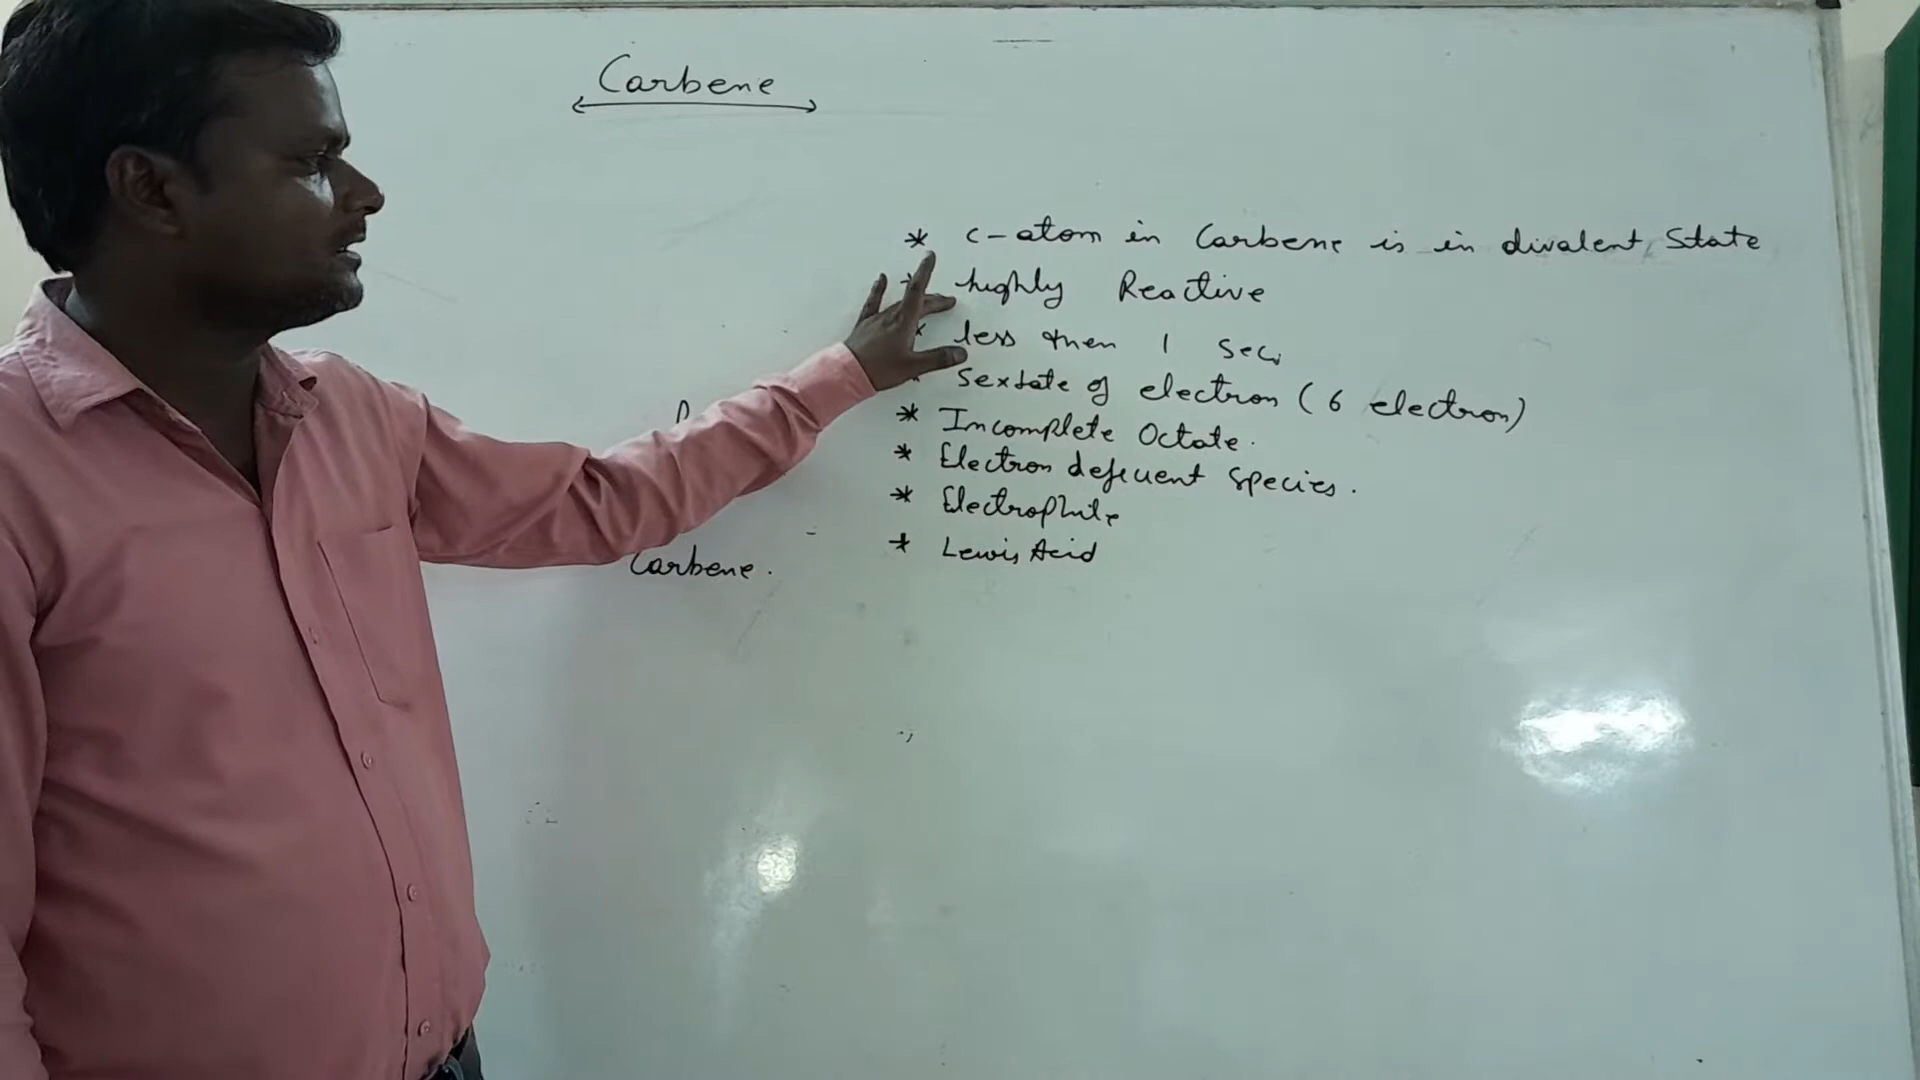 Carbene
* C-atom in Carbene is in divalent State
* highly Reactive
* less then 1 Sec,
* Sextate of electron (6 electron)
* Incomplete Octate.
* Electron deficient Species.
* Electrophile
* Lewis Acid
Carbene.